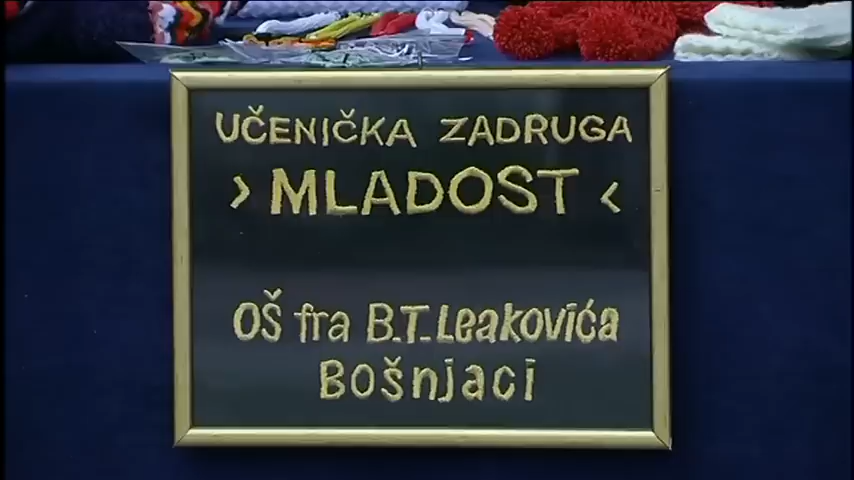 UČENIČKA ZADRUGA
›MLADOST‹
OŠ fra B.T. Leakovića
Bošnjaci